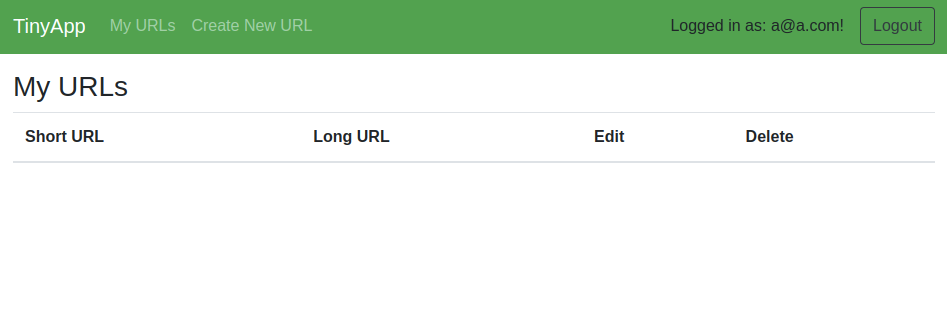 TinyApp My URLs Create New URL Logged in as: a@a.com! Logout
My URLs
Short URL Long URL Edit Delete